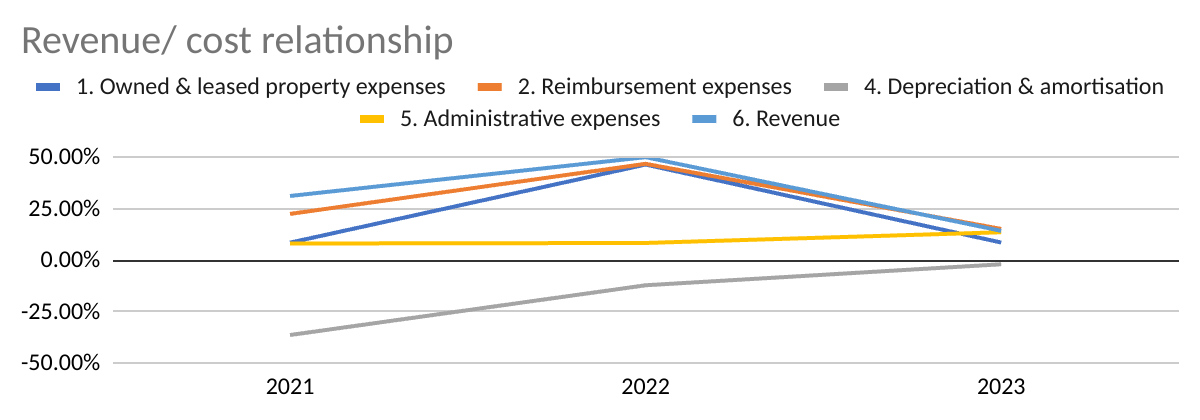 Revenue/ cost relationship
1. Owned & leased property expenses 2. Reimbursement expenses 4. Depreciation & amortisation
5. Administrative expenses 6. Revenue
50.00%
25.00%
0.00%
-25.00%
-50.00%
2021 2022 2023